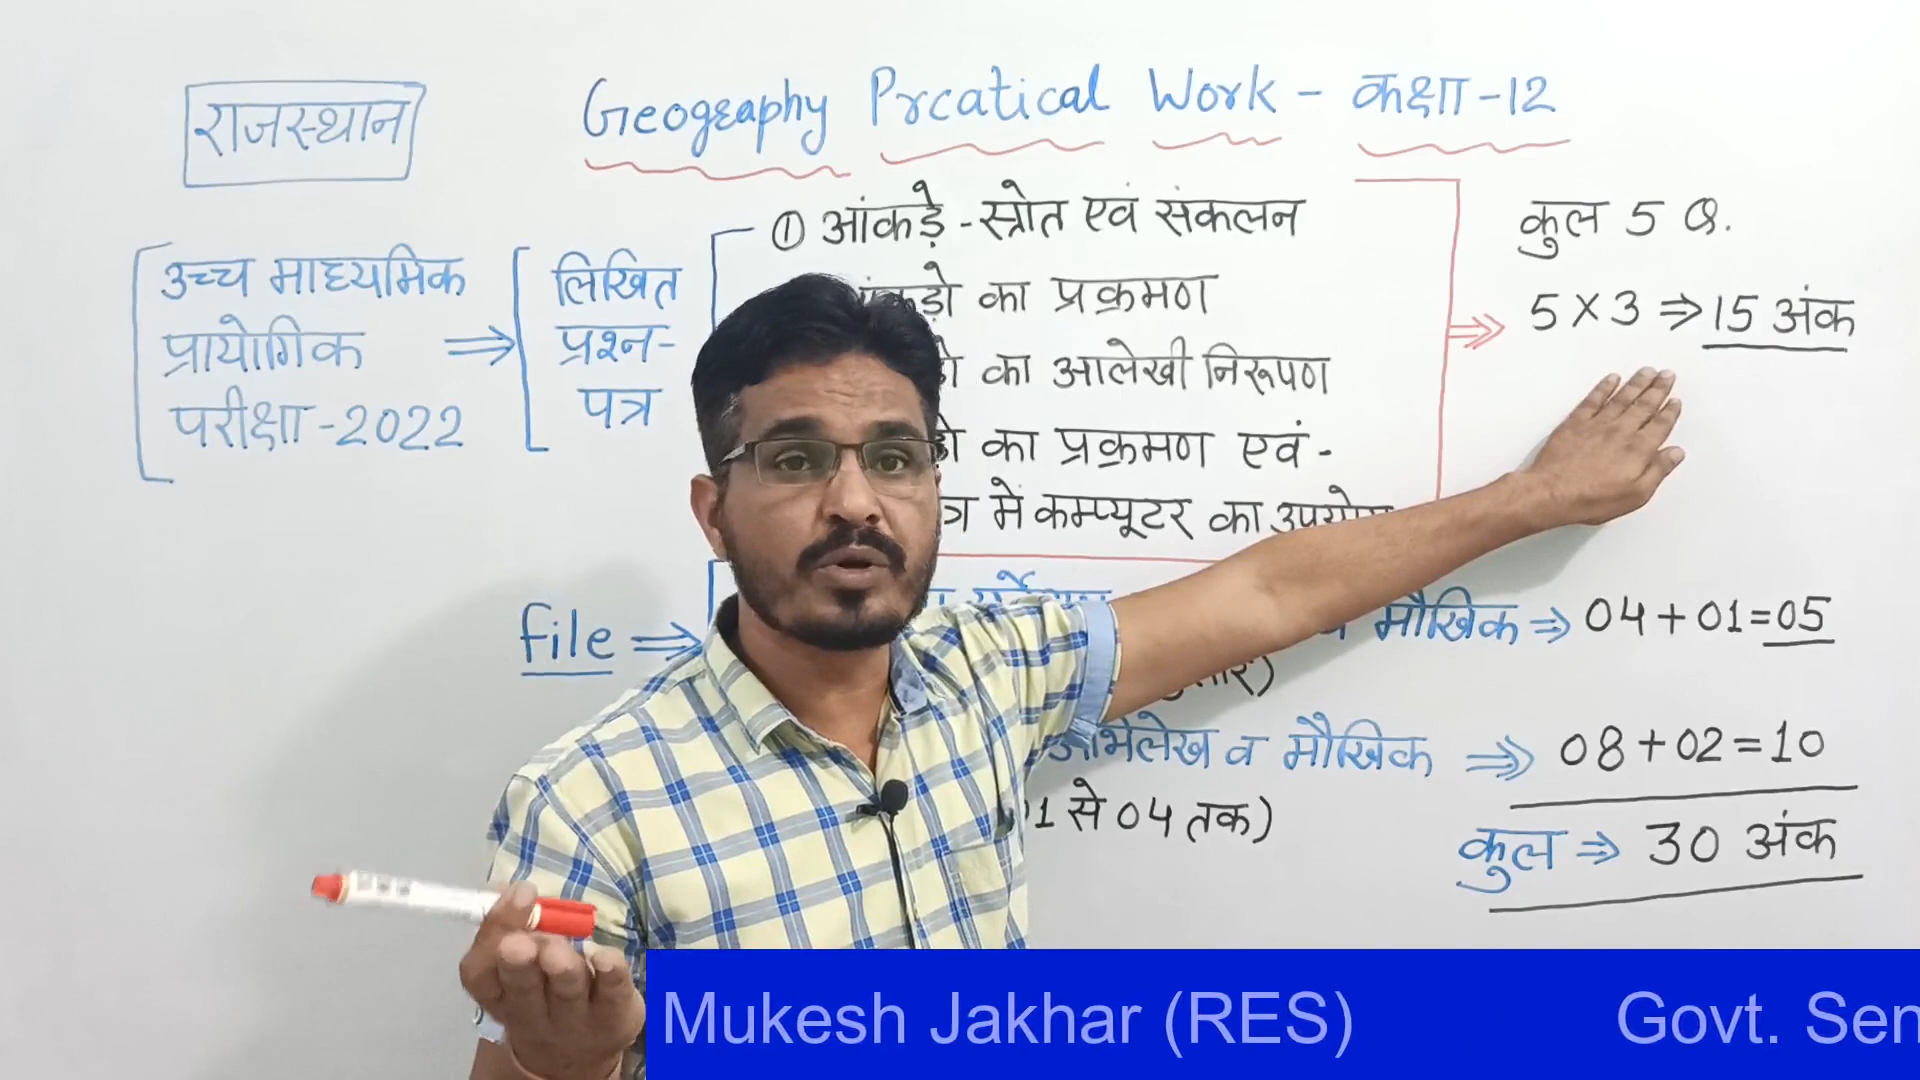 राजस्थान
Geography Prcatical Work - कक्षा -12
उच्च माध्यमिक
प्रायोगिक
परीक्षा-2022
लिखित
प्रश्न-
पत्र
① आंकड़े - स्त्रोत एवं संकलन
का प्रक्रमण
का आलेखी निरूपण
का प्रक्रमण एवं -
में कम्प्यूटर का उपयोग
कुल 5 Q.
5 × 3 ⇒ 15 अंक
file ⇒
मौखिक ⇒ 04 + 01 = 05
अभिलेख व मौखिक ⇒ 08 + 02 = 10
से 04 तक)
कुल ⇒ 30 अंक
Mukesh Jakhar (RES) Govt. Sen